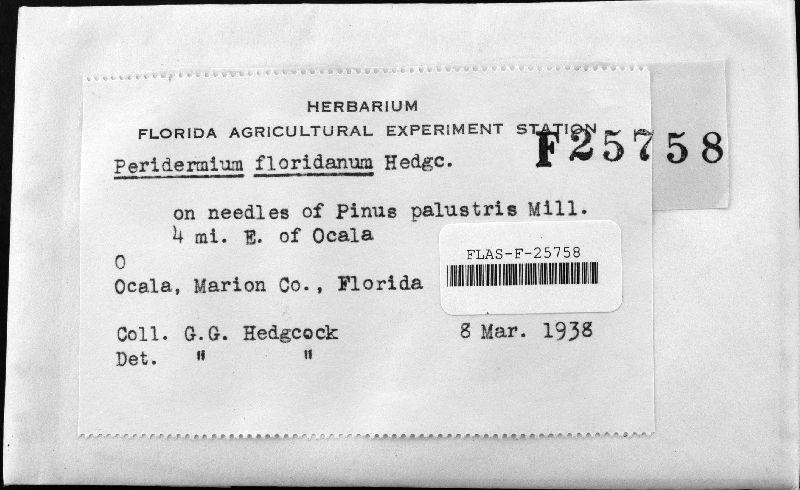 HERBARIUM
FLORIDA AGRICULTURAL EXPERIMENT STATION
F25758
Peridermium floridanum Hedgc.
on needles of Pinus palustris Mill.
4 mi. E. of Ocala
FLAS-F-25758
O
Ocala, Marion Co., Florida
Coll. G.G. Hedgcock 8 Mar. 1938
Det. " "